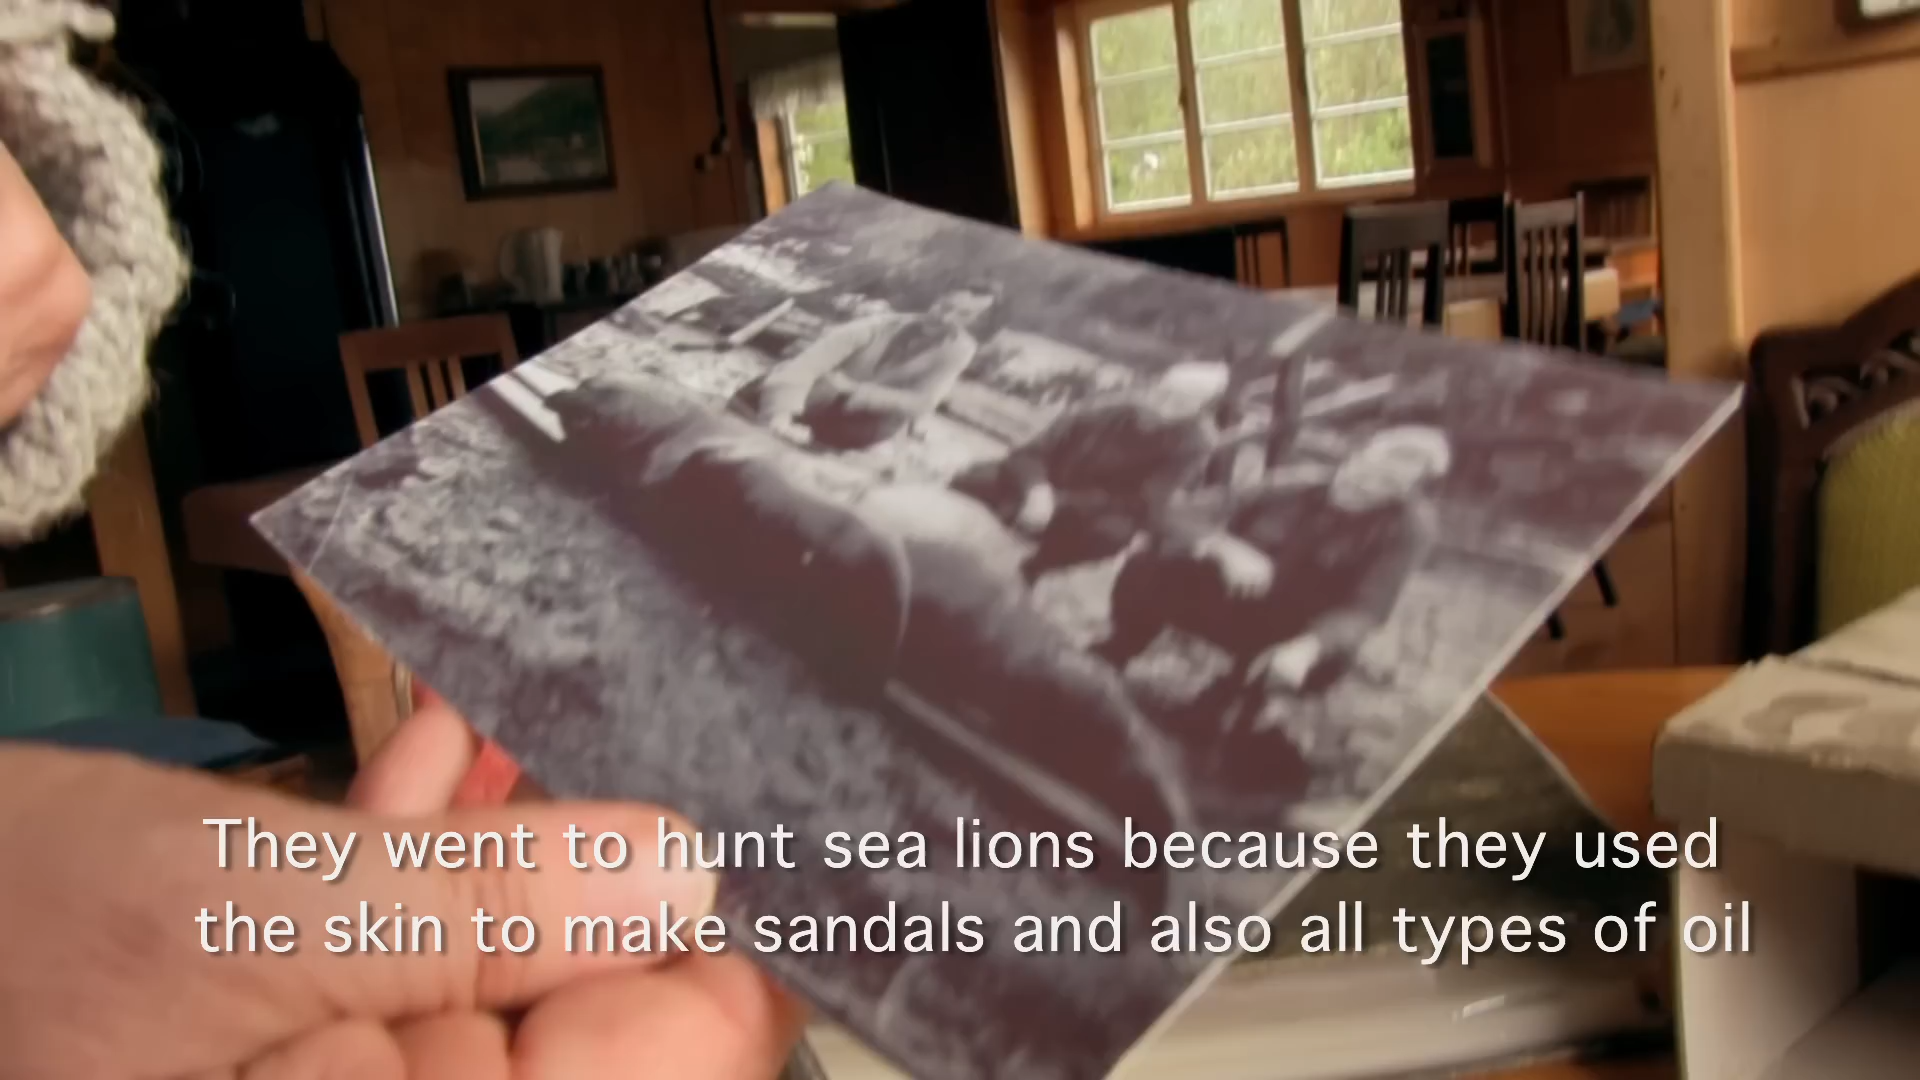 They went to hunt sea lions because they used
the skin to make sandals and also all types of oil